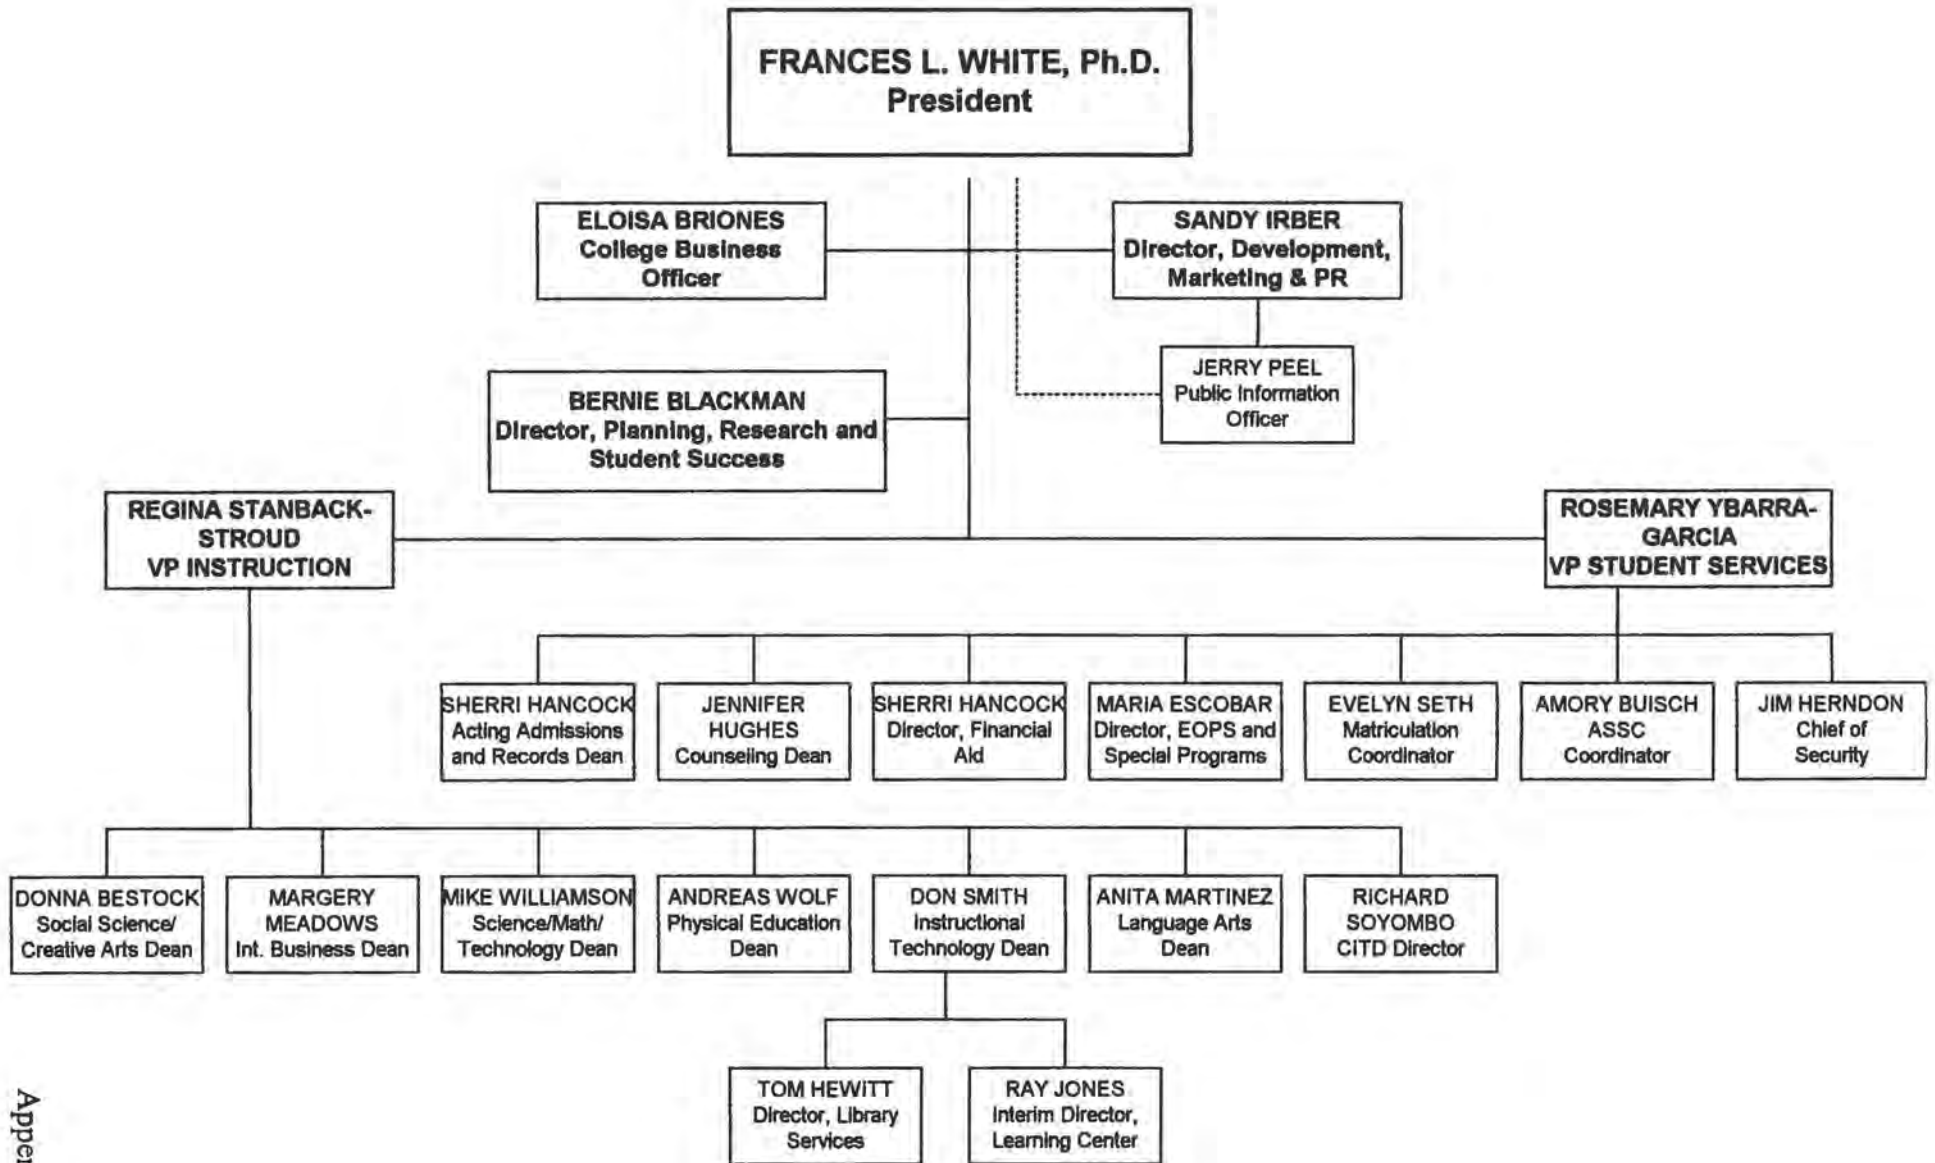 FRANCES L. WHITE, Ph.D.
President
ELOISA BRIONES
College Business
Officer
SANDY IRBER
Director, Development,
Marketing & PR
JERRY PEEL
Public Information
Officer
BERNIE BLACKMAN
Director, Planning, Research and
Student Success
REGINA STANBACK-
STROUD
VP INSTRUCTION
ROSEMARY YBARRA-
GARCIA
VP STUDENT SERVICES
SHERRI HANCOCK
Acting Admissions
and Records Dean
JENNIFER
HUGHES
Counseling Dean
SHERRI HANCOCK
Director, Financial
Aid
MARIA ESCOBAR
Director, EOPS and
Special Programs
EVELYN SETH
Matriculation
Coordinator
AMORY BUISCH
ASSC
Coordinator
JIM HERNDON
Chief of
Security
DONNA BESTOCK
Social Science/
Creative Arts Dean
MARGERY
MEADOWS
Int. Business Dean
MIKE WILLIAMSON
Science/Math/
Technology Dean
ANDREAS WOLF
Physical Education
Dean
DON SMITH
Instructional
Technology Dean
ANITA MARTINEZ
Language Arts
Dean
RICHARD
SOYOMBO
CITD Director
TOM HEWITT
Director, Library
Services
RAY JONES
Interim Director,
Learning Center